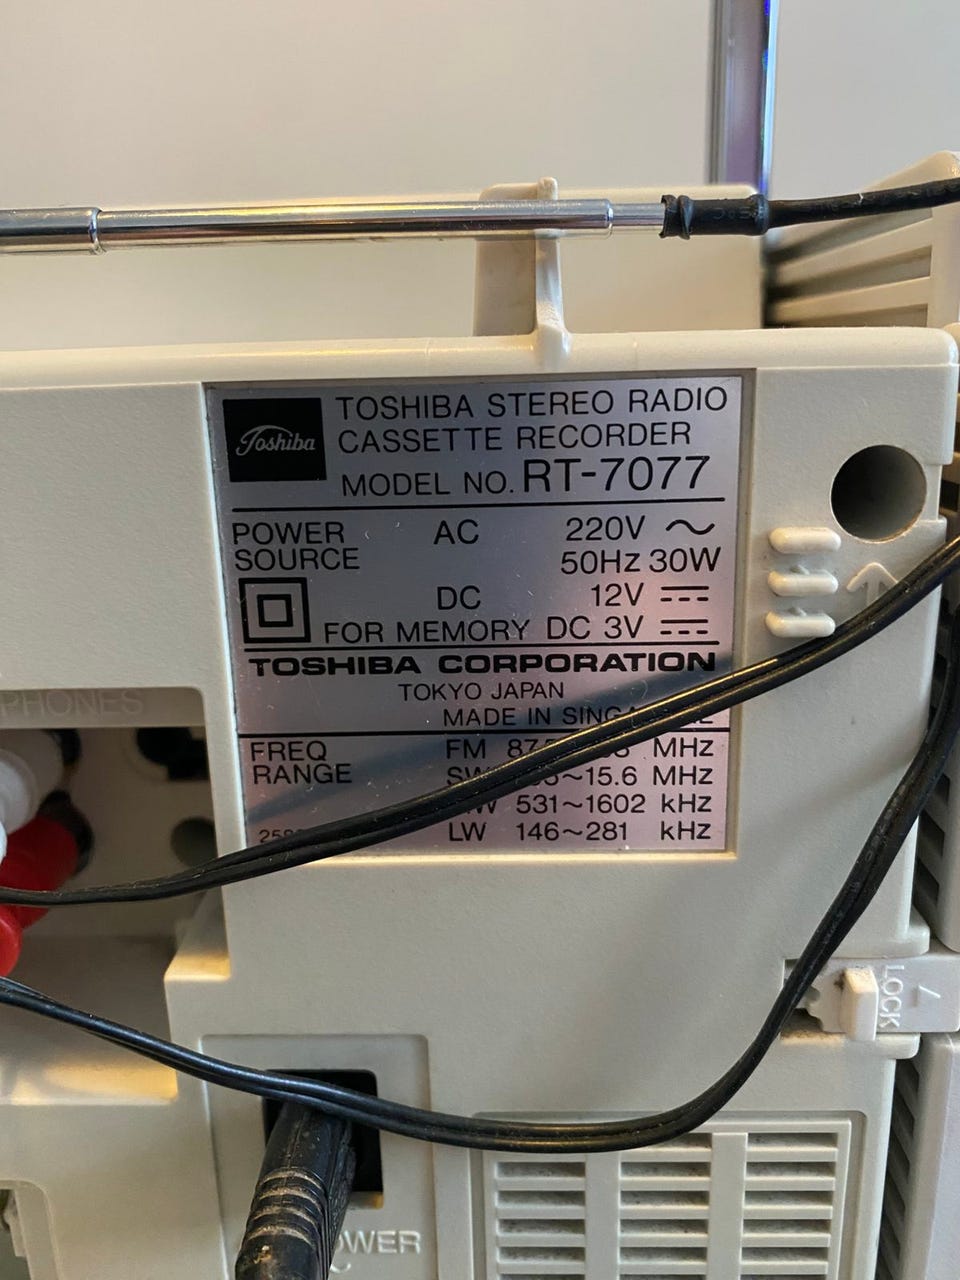 Toshiba
TOSHIBA STEREO RADIO
CASSETTE RECORDER
MODEL NO. RT-7077
POWER SOURCE
AC 220V ~
50Hz 30W
DC 12V ⎓
FOR MEMORY DC 3V ⎓
TOSHIBA CORPORATION
TOKYO JAPAN
MADE IN
FREQ RANGE
FM MHz
~15.6 MHz
531~1602 kHz
LW 146~281 kHz
PHONES
LOCK